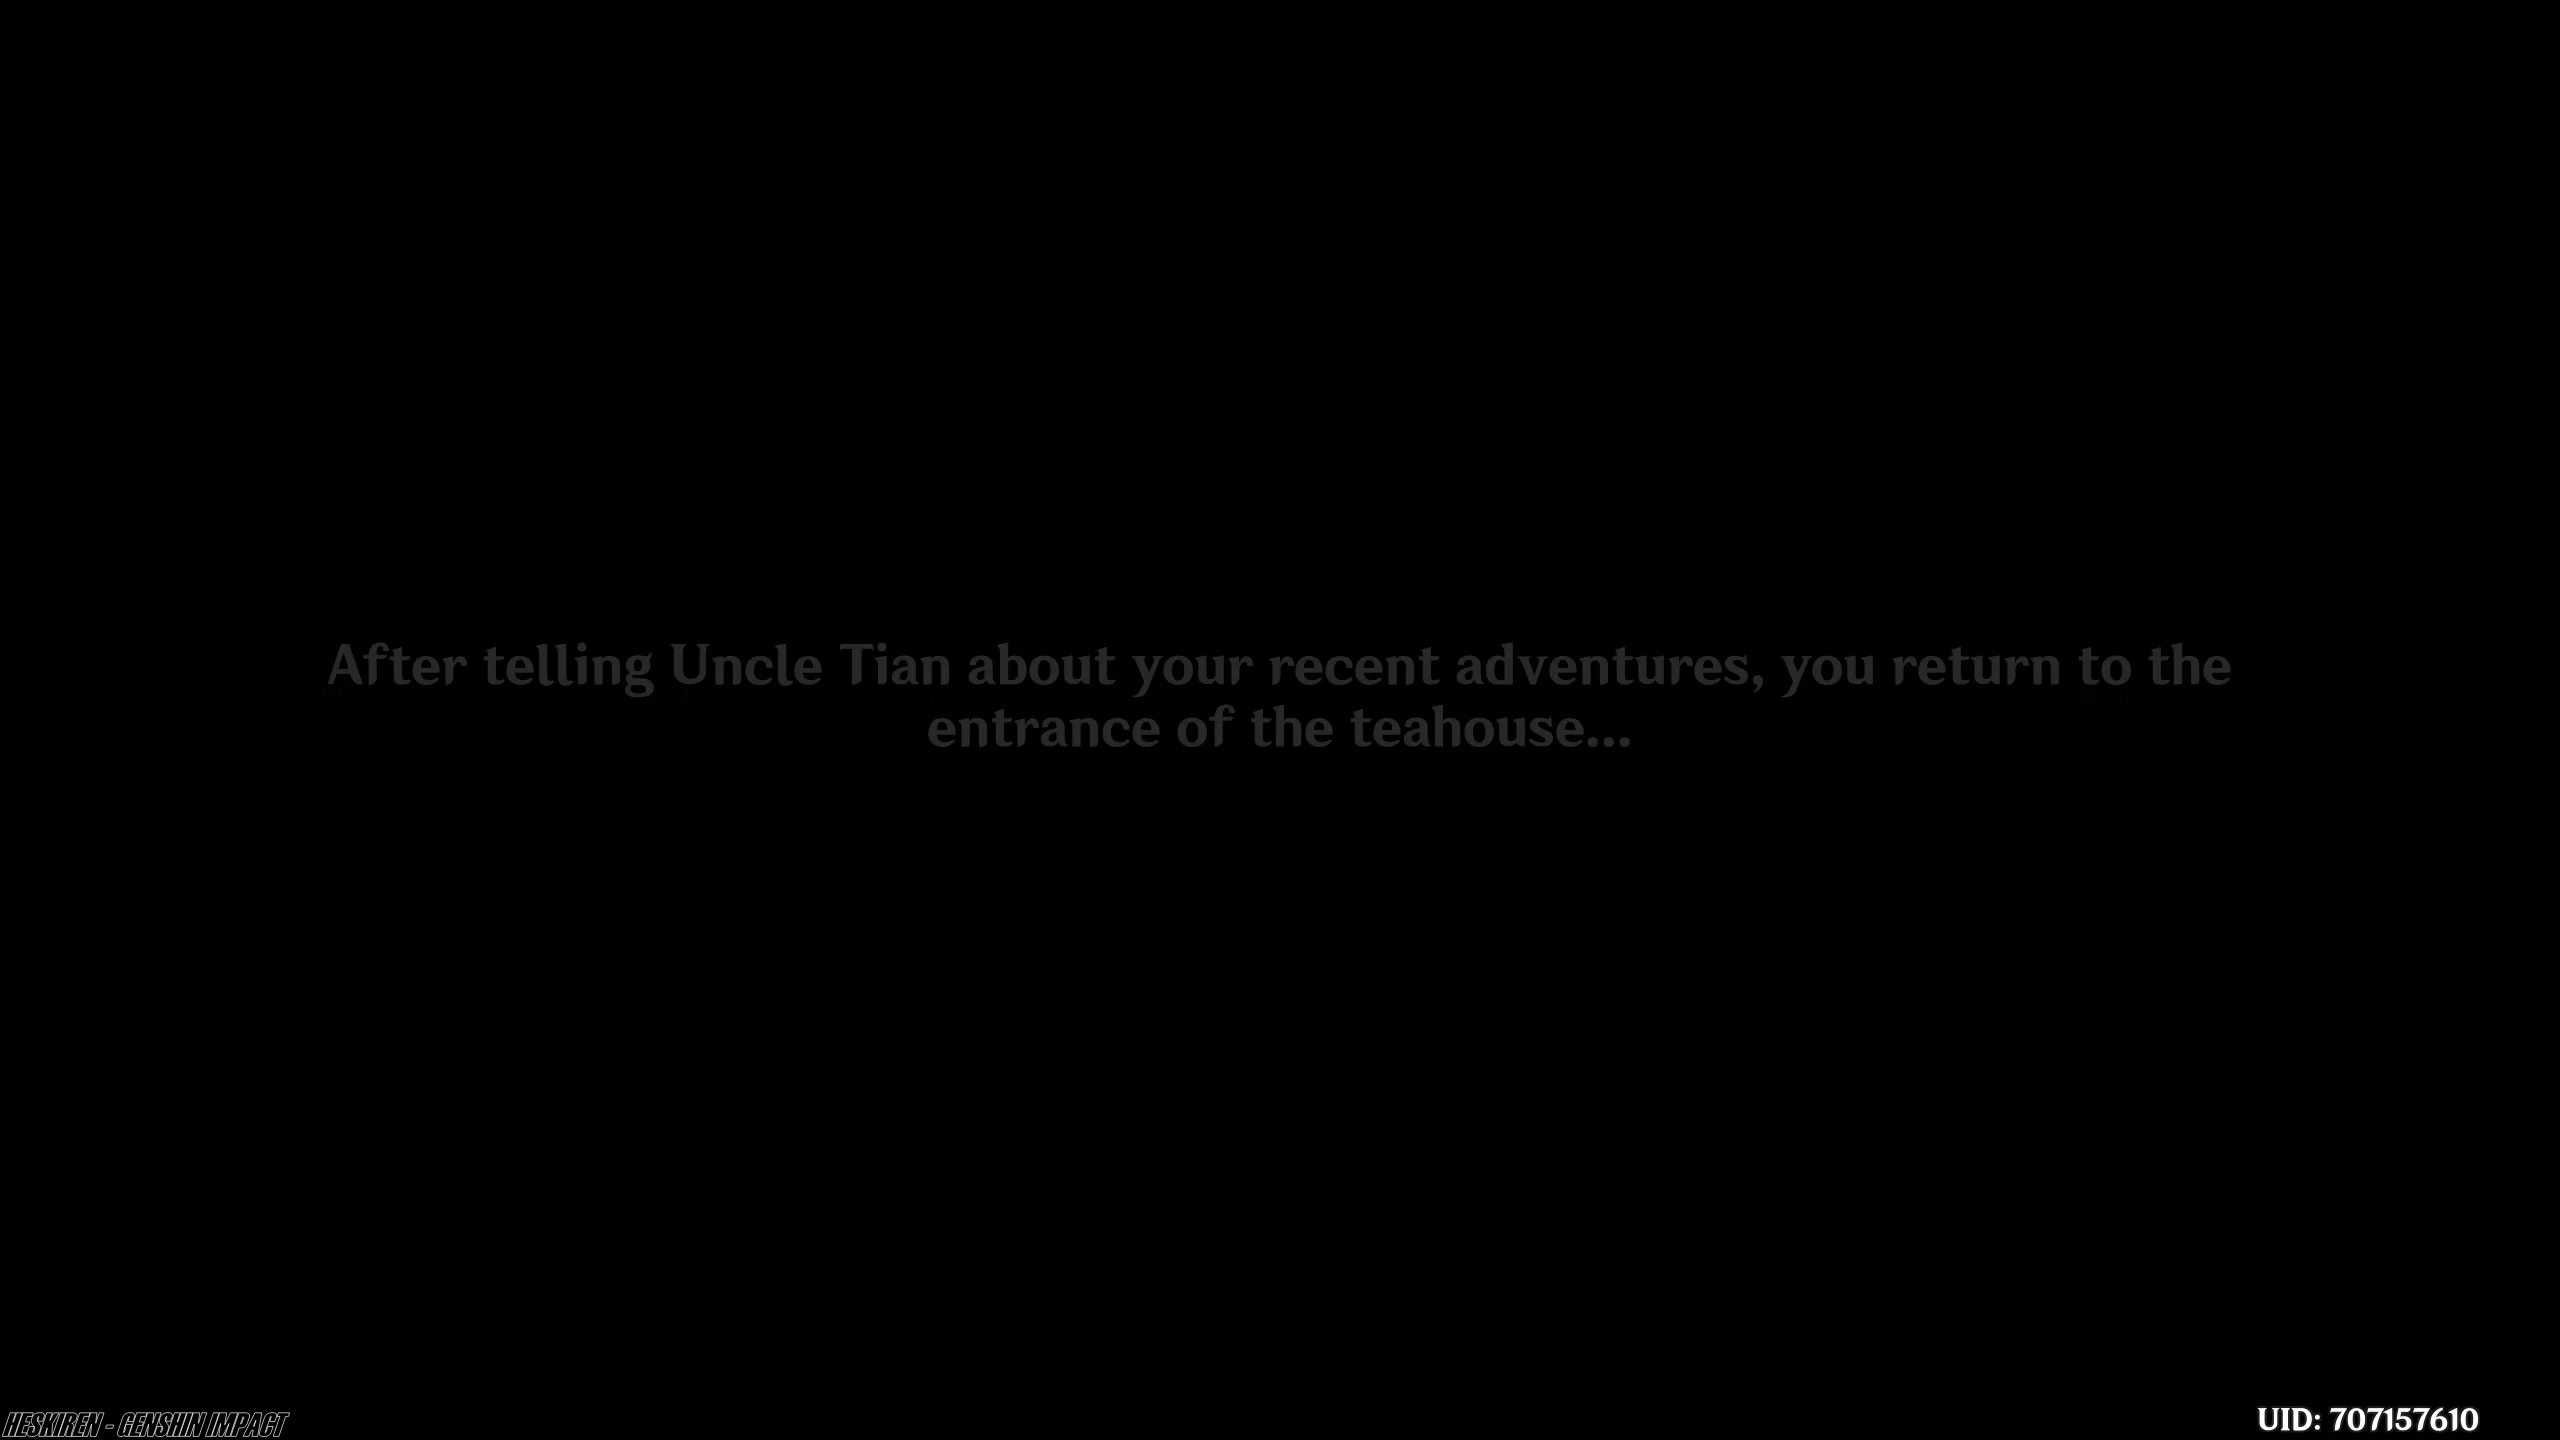 After telling Uncle Tian about your recent adventures, you return to the
entrance of the teahouse...
HESKIREN - GENSHIN IMPACT
UID: 707157610